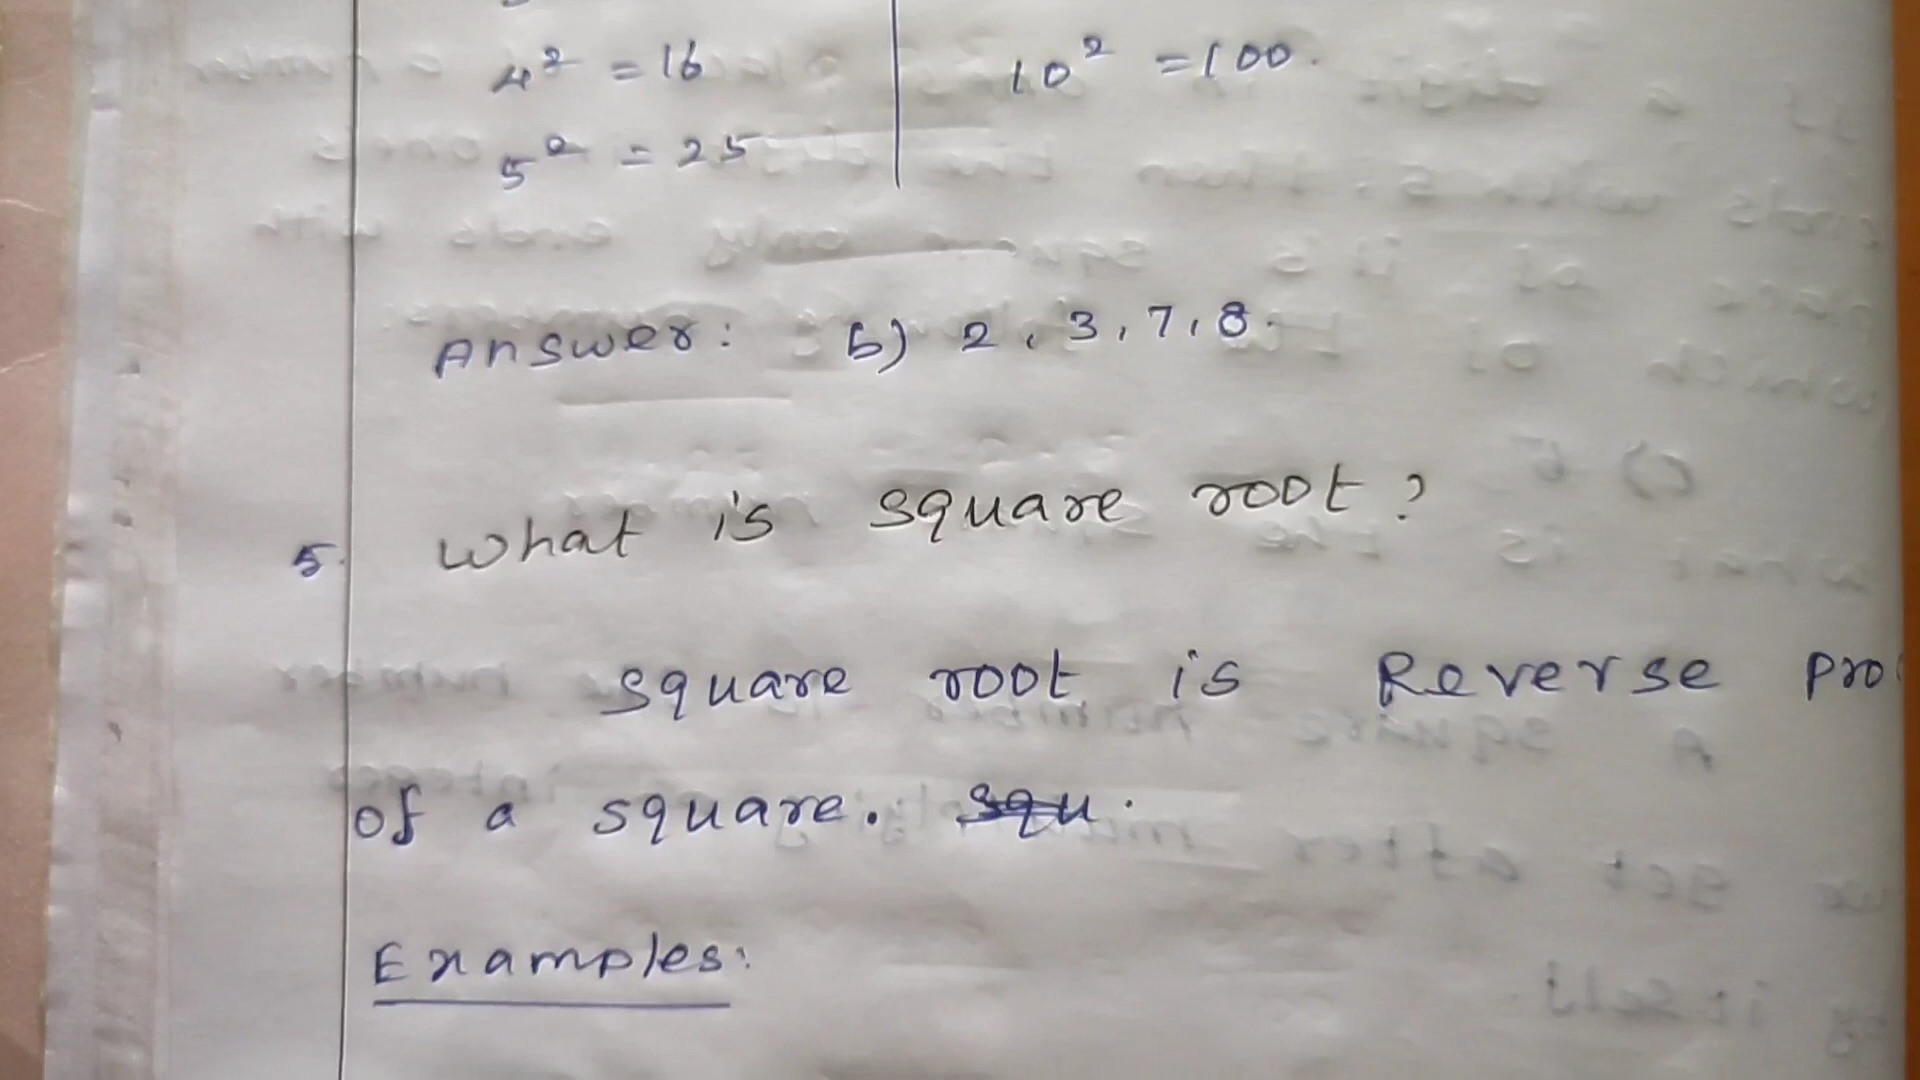 4² = 16
10² = 100.
5² = 25
Answer: b) 2, 3, 7, 8.
5. What is square root?
square root is Reverse
of a square. squ.
Examples: